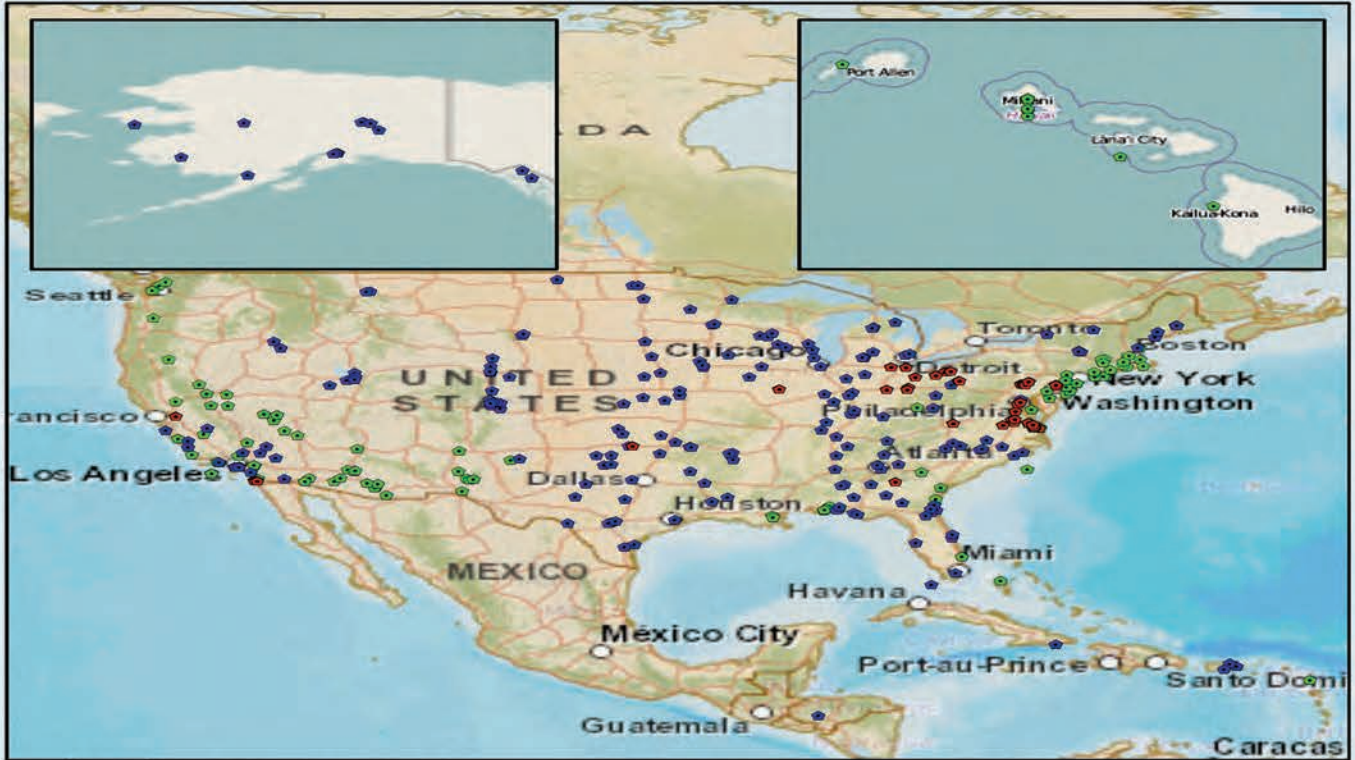 Port Allen
Mililani
Lāna'i City
Kailua-Kona
Hilo
ADA
Seattle
Toronto
Boston
Chicago
Detroit
UNITED
STATES
New York
Philadelphia
Washington
rancisco
Los Angeles
Atlanta
Dallas
Houston
MEXICO
Miami
Havana
México City
Port-au-Prince
Santo Domi
Guatemala
Caracas